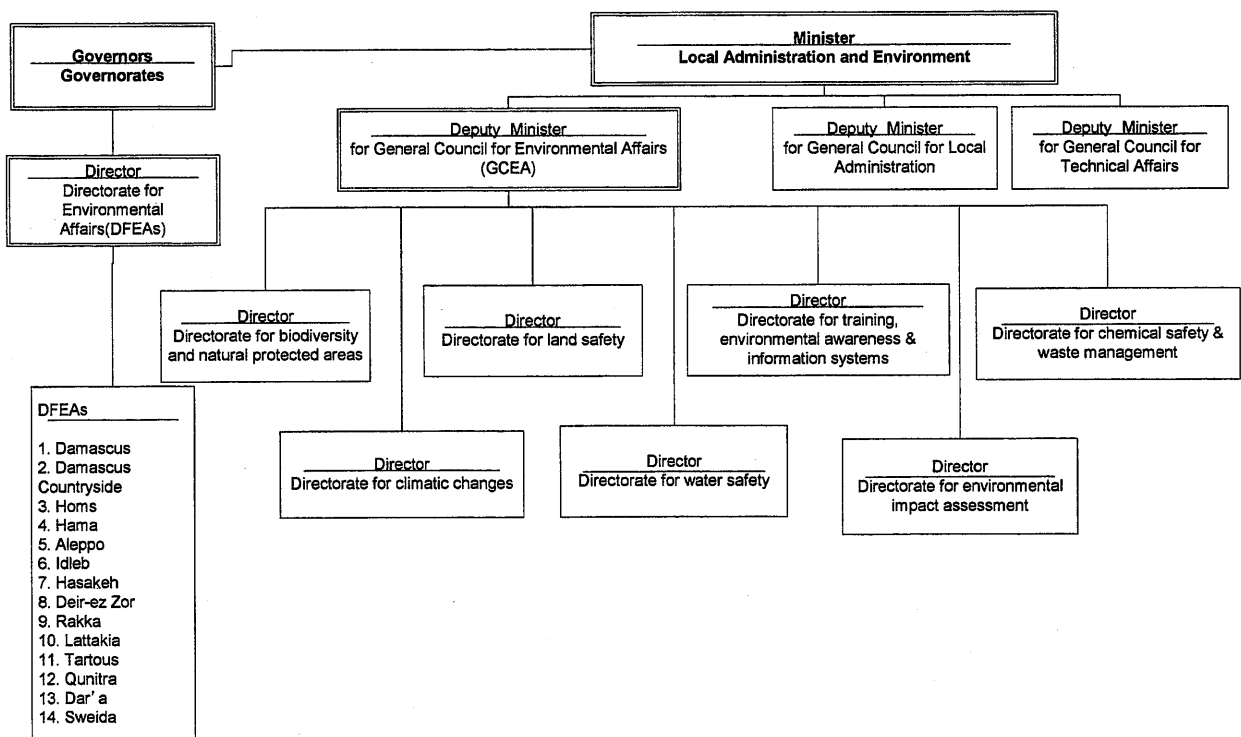 Governors
Governorates
Minister
Local Administration and Environment
Deputy Minister
for General Council for Environmental Affairs
(GCEA)
Deputy Minister
for General Council for Local
Administration
Deputy Minister
for General Council for
Technical Affairs
Director
Directorate for
Environmental
Affairs(DFEAs)
Director
Directorate for biodiversity
and natural protected areas
Director
Directorate for land safety
Director
Directorate for training,
environmental awareness &
information systems
Director
Directorate for chemical safety &
waste management
Director
Directorate for climatic changes
Director
Directorate for water safety
Director
Directorate for environmental
impact assessment
DFEAs
1. Damascus
2. Damascus
Countryside
3. Homs
4. Hama
5. Aleppo
6. Idleb
7. Hasakeh
8. Deir-ez Zor
9. Rakka
10. Lattakia
11. Tartous
12. Qunitra
13. Dar' a
14. Sweida